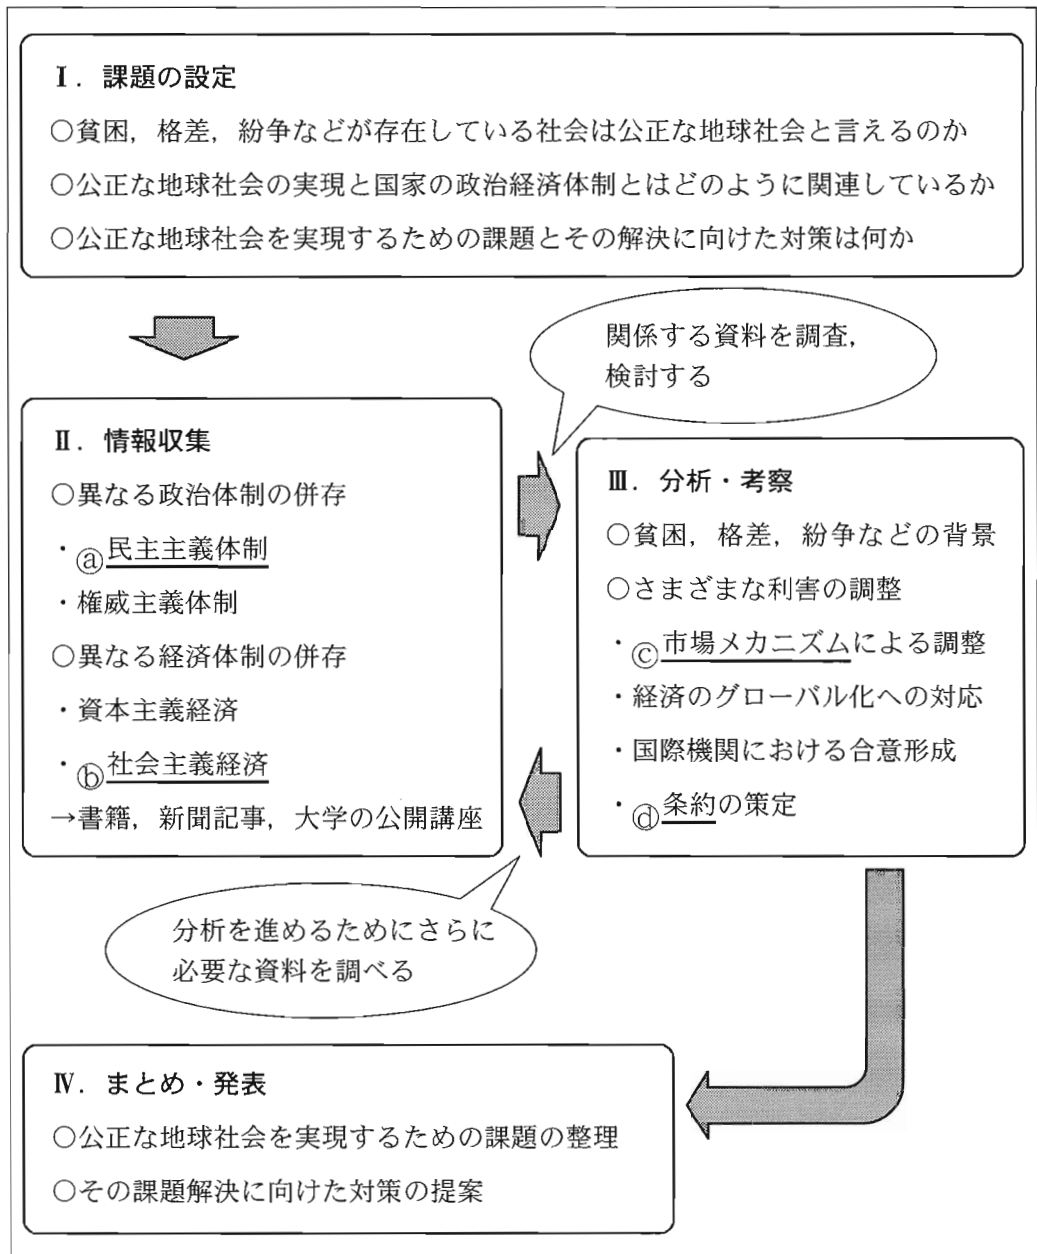 Ⅰ．課題の設定
○貧困，格差，紛争などが存在している社会は公正な地球社会と言えるのか
○公正な地球社会の実現と国家の政治経済体制とはどのように関連しているか
○公正な地球社会を実現するための課題とその解決に向けた対策は何か
関係する資料を調査，
検討する
Ⅱ．情報収集
○異なる政治体制の併存
・ⓐ民主主義体制
・権威主義体制
○異なる経済体制の併存
・資本主義経済
・ⓑ社会主義経済
→書籍，新聞記事，大学の公開講座
Ⅲ．分析・考察
○貧困，格差，紛争などの背景
○さまざまな利害の調整
・ⓒ市場メカニズムによる調整
・経済のグローバル化への対応
・国際機関における合意形成
・ⓓ条約の策定
分析を進めるためにさらに
必要な資料を調べる
Ⅳ．まとめ・発表
○公正な地球社会を実現するための課題の整理
○その課題解決に向けた対策の提案